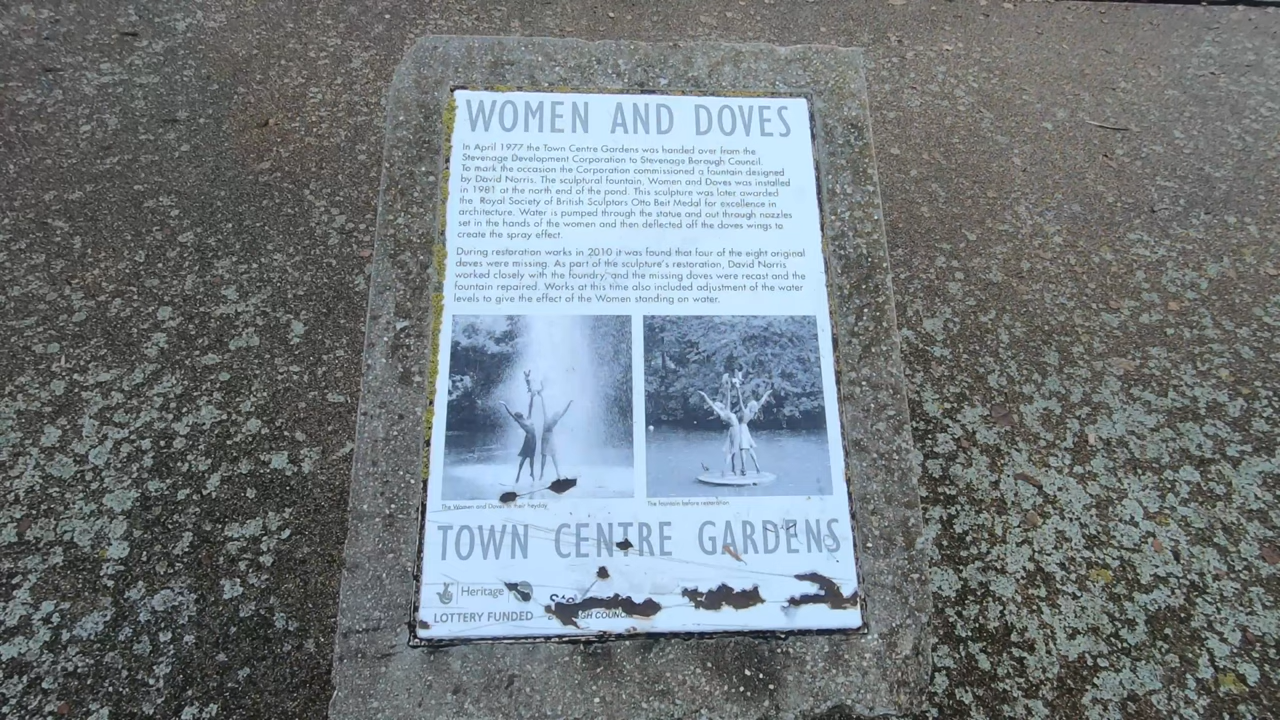 WOMEN AND DOVES
In April 1977 the Town Centre Gardens was handed over from the
Stevenage Development Corporation to Stevenage Borough Council.
To mark the occasion the Corporation commissioned a fountain designed
by David Norris. The sculptural fountain, Women and Doves was installed
in 1981 at the north end of the pond. This sculpture was later awarded
the Royal Society of British Sculptors Otto Beit Medal for excellence in
architecture. Water is pumped through the statue and out through nozzles
set in the hands of the women and then deflected off the doves wings to
create the spray effect.
During restoration works in 2010 it was found that four of the eight original
doves were missing. As part of the sculpture's restoration, David Norris
worked closely with the foundry, and the missing doves were recast and the
fountain repaired. Works at this time also included adjustment of the water
levels to give the effect of the Women standing on water.
The Women and Doves in their heyday
The fountain before restoration
TOWN CENTRE GARDENS
Heritage
LOTTERY FUNDED